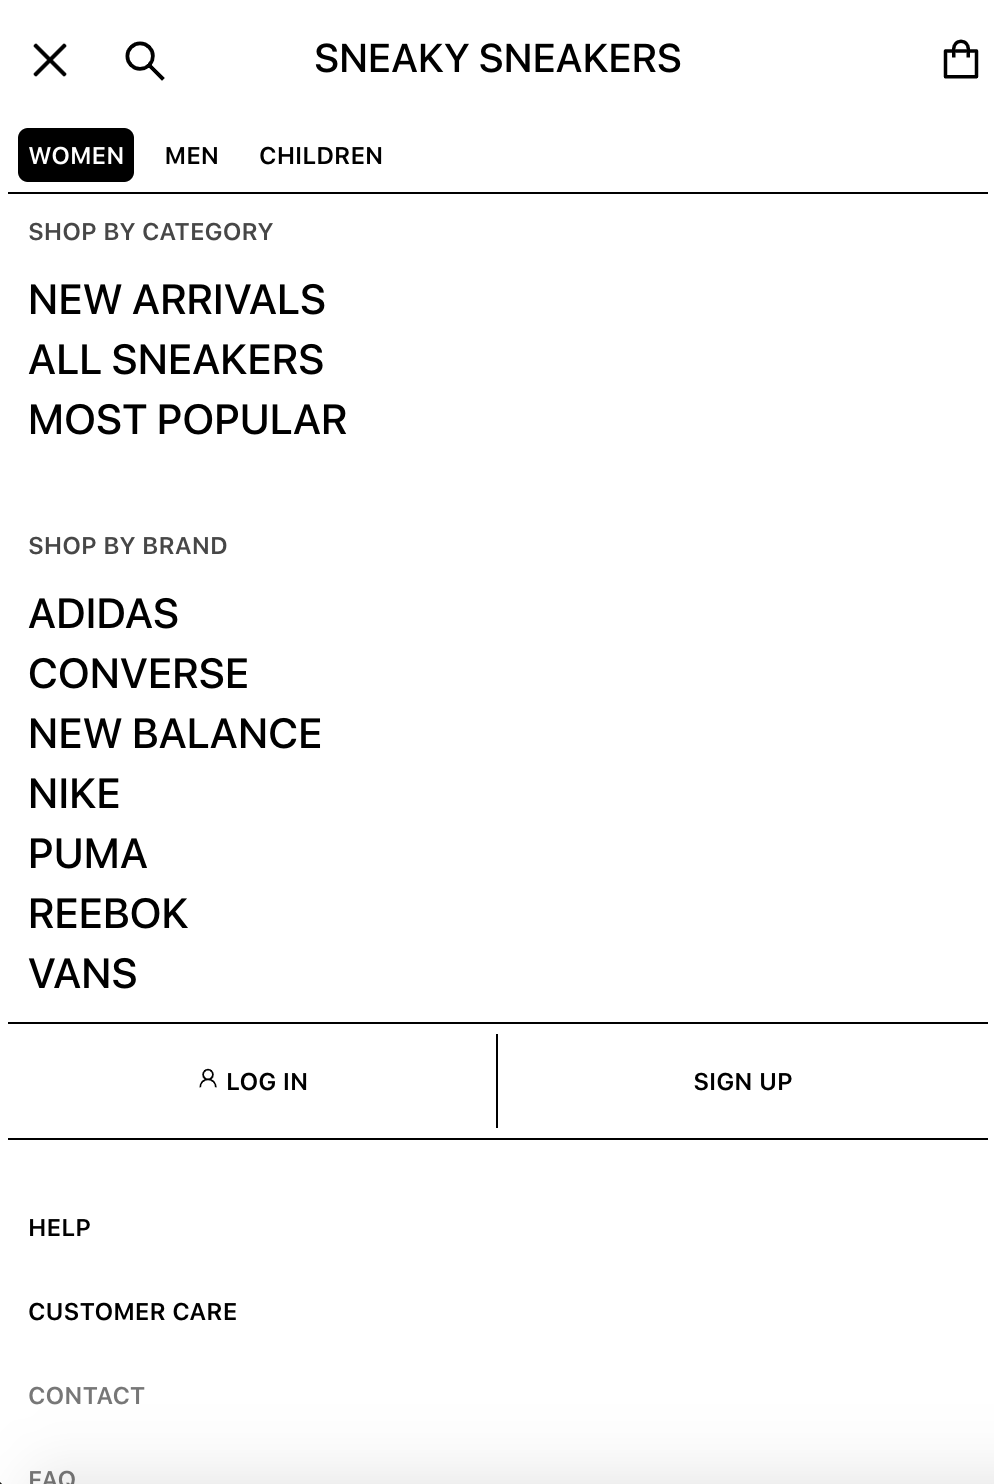 SNEAKY SNEAKERS
WOMEN MEN CHILDREN
SHOP BY CATEGORY
NEW ARRIVALS
ALL SNEAKERS
MOST POPULAR
SHOP BY BRAND
ADIDAS
CONVERSE
NEW BALANCE
NIKE
PUMA
REEBOK
VANS
LOG IN SIGN UP
HELP
CUSTOMER CARE
CONTACT
FAQ